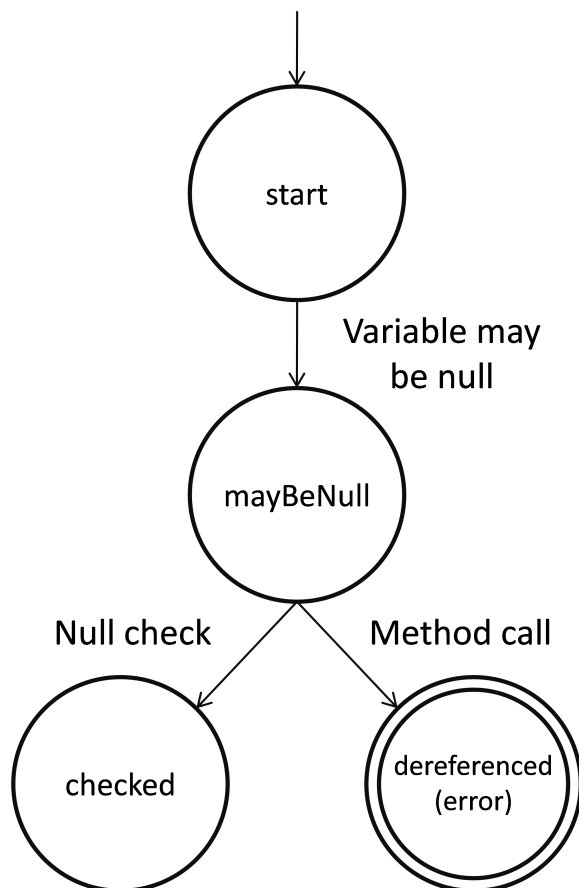 start
Variable may
be null
mayBeNull
Null check
Method call
checked
dereferenced
(error)